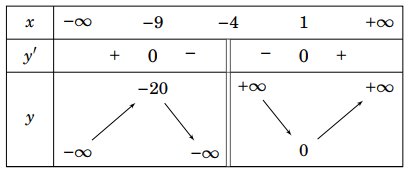 x −∞ −9 −4 1 +∞
y′ + 0 − − 0 +
−20 +∞ +∞
y
−∞ −∞ 0